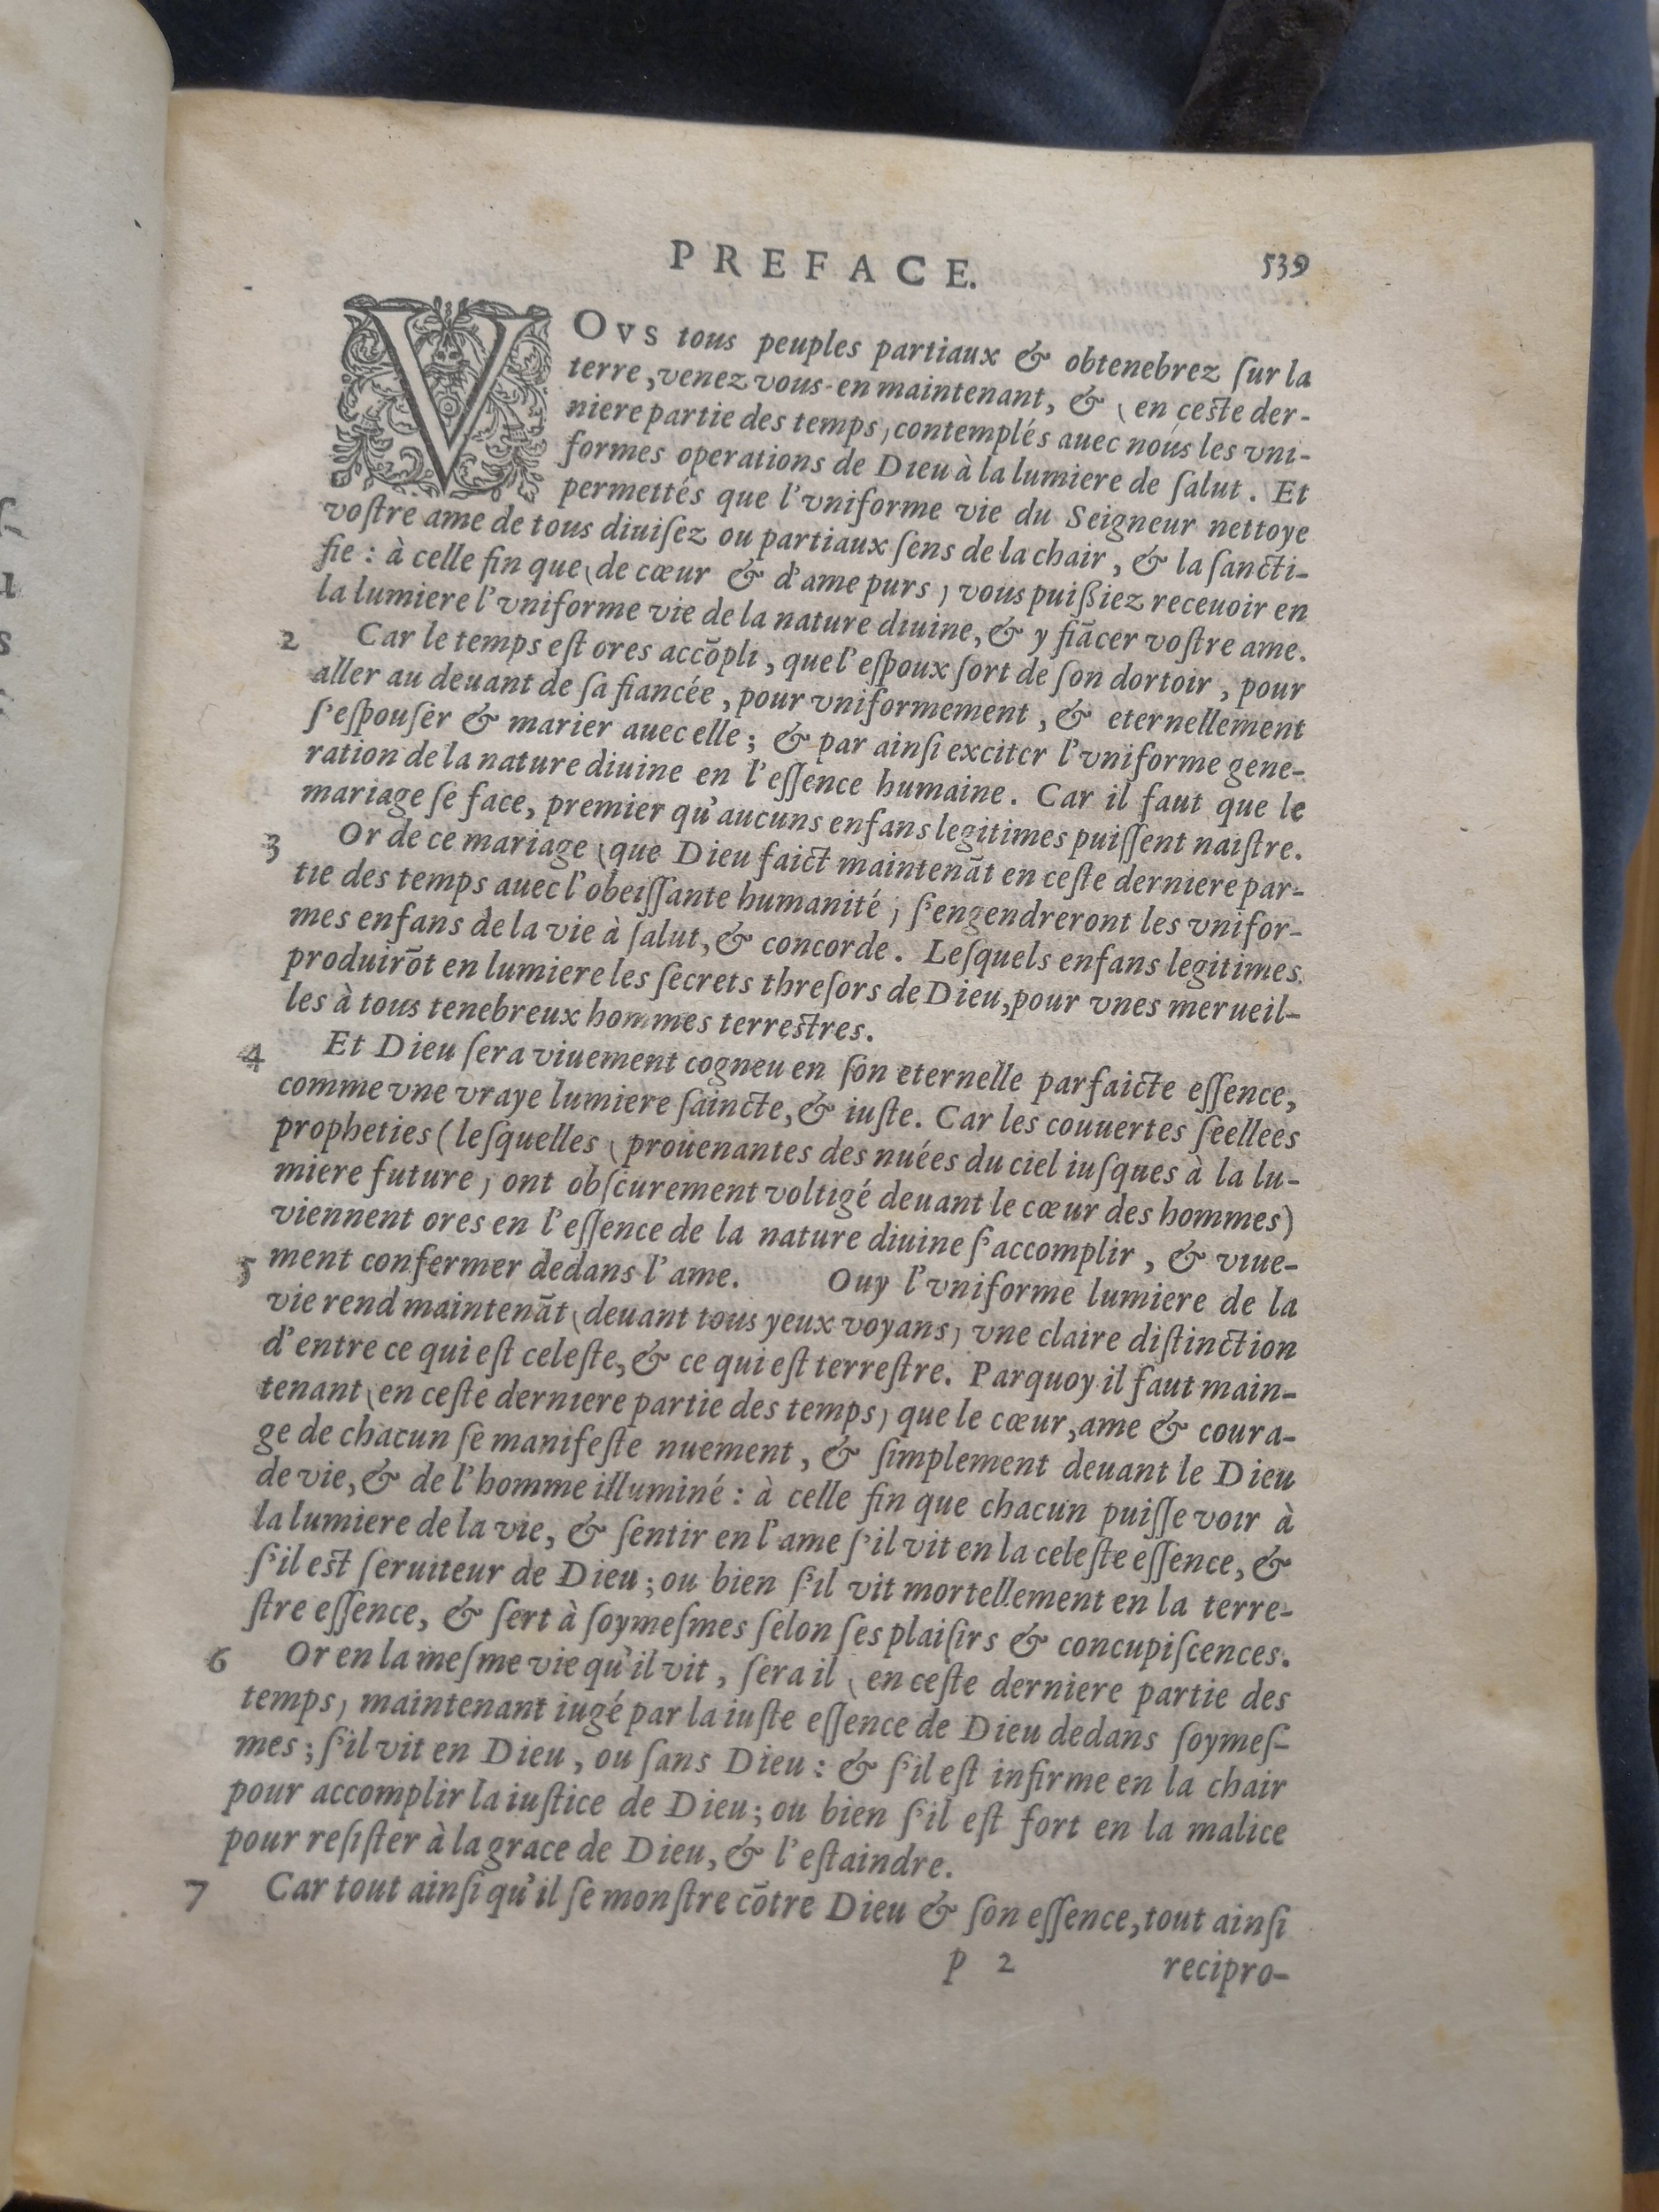 PREFACE. 539
VOVS tous peuples partiaux & obtenebrez ſur la
terre, venez vous-en maintenant, & \ en ceſte der-
niere partie des temps, contemplés auec nous les vni-
formes operations de Dieu à la lumiere de ſalut. Et
permettés que l'vniforme vie du Seigneur nettoye
voſtre ame de tous diuiſez ou partiaux ſens de la chair, & la ſancti-
fie : à celle fin que \ de cœur & d'ame purs, vous puißiez receuoir en
la lumiere l'vniforme vie de la nature diuine, & y fiācer voſtre ame.
2 Car le temps eſt ores accōpli, que l'eſpoux ſort de ſon dortoir, pour
aller au deuant de ſa fiancée, pour vniformement, & eternellement
ſ'eſpouſer & marier auec elle; & par ainſi exciter l'vniforme gene-
ration de la nature diuine en l'eſſence humaine. Car il faut que le
mariage ſe face, premier qu'aucuns enfans legitimes puiſſent naiſtre.
3 Or de ce mariage \ que Dieu faict maintenāt en ceſte derniere par-
tie des temps auec l'obeiſſante humanité, ſ'engendreront les vnifor-
mes enfans de la vie à ſalut, & concorde. Leſquels enfans legitimes
produirōt en lumiere les ſecrets threſors de Dieu, pour vnes merueil-
les à tous tenebreux hommes terreſtres.
4 Et Dieu ſera viuement cogneu en ſon eternelle parfaicte eſſence,
comme vne vraye lumiere ſaincte, & iuſte. Car les couuertes ſeellees
propheties (leſquelles \ prouenantes des nuées du ciel iuſques à la lu-
miere future, ont obſcurement voltigé deuant le cœur des hommes)
viennent ores en l'eſſence de la nature diuine ſ'accomplir, & viue-
ment confermer dedans l'ame.
5 Ouy l'vniforme lumiere de la
vie rend maintenāt \ deuant tous yeux voyans, vne claire diſtinction
d'entre ce qui eſt celeſte, & ce qui eſt terreſtre. Parquoy il faut main-
tenant \ en ceſte derniere partie des temps, que le cœur, ame & coura-
ge de chacun ſe manifeſte nuement, & ſimplement deuant le Dieu
de vie, & de l'homme illuminé : à celle fin que chacun puiſſe voir à
la lumiere de la vie, & ſentir en l'ame ſ'il vit en la celeſte eſſence, &
ſ'il eſt ſeruiteur de Dieu; ou bien ſ'il vit mortellement en la terre-
ſtre eſſence, & ſert à ſoymeſmes ſelon ſes plaiſirs & concupiſcences.
6 Or en la meſme vie qu'il vit, ſera il \ en ceſte derniere partie des
temps, maintenant iugé par la iuſte eſſence de Dieu dedans ſoymeſ-
mes; ſ'il vit en Dieu, ou ſans Dieu : & ſ'il eſt infirme en la chair
pour accomplir la iuſtice de Dieu; ou bien ſ'il eſt fort en la malice
pour reſiſter à la grace de Dieu, & l'eſtaindre.
7 Car tout ainſi qu'il ſe monſtre cōtre Dieu & ſon eſſence, tout ainſi
p 2 recipro-